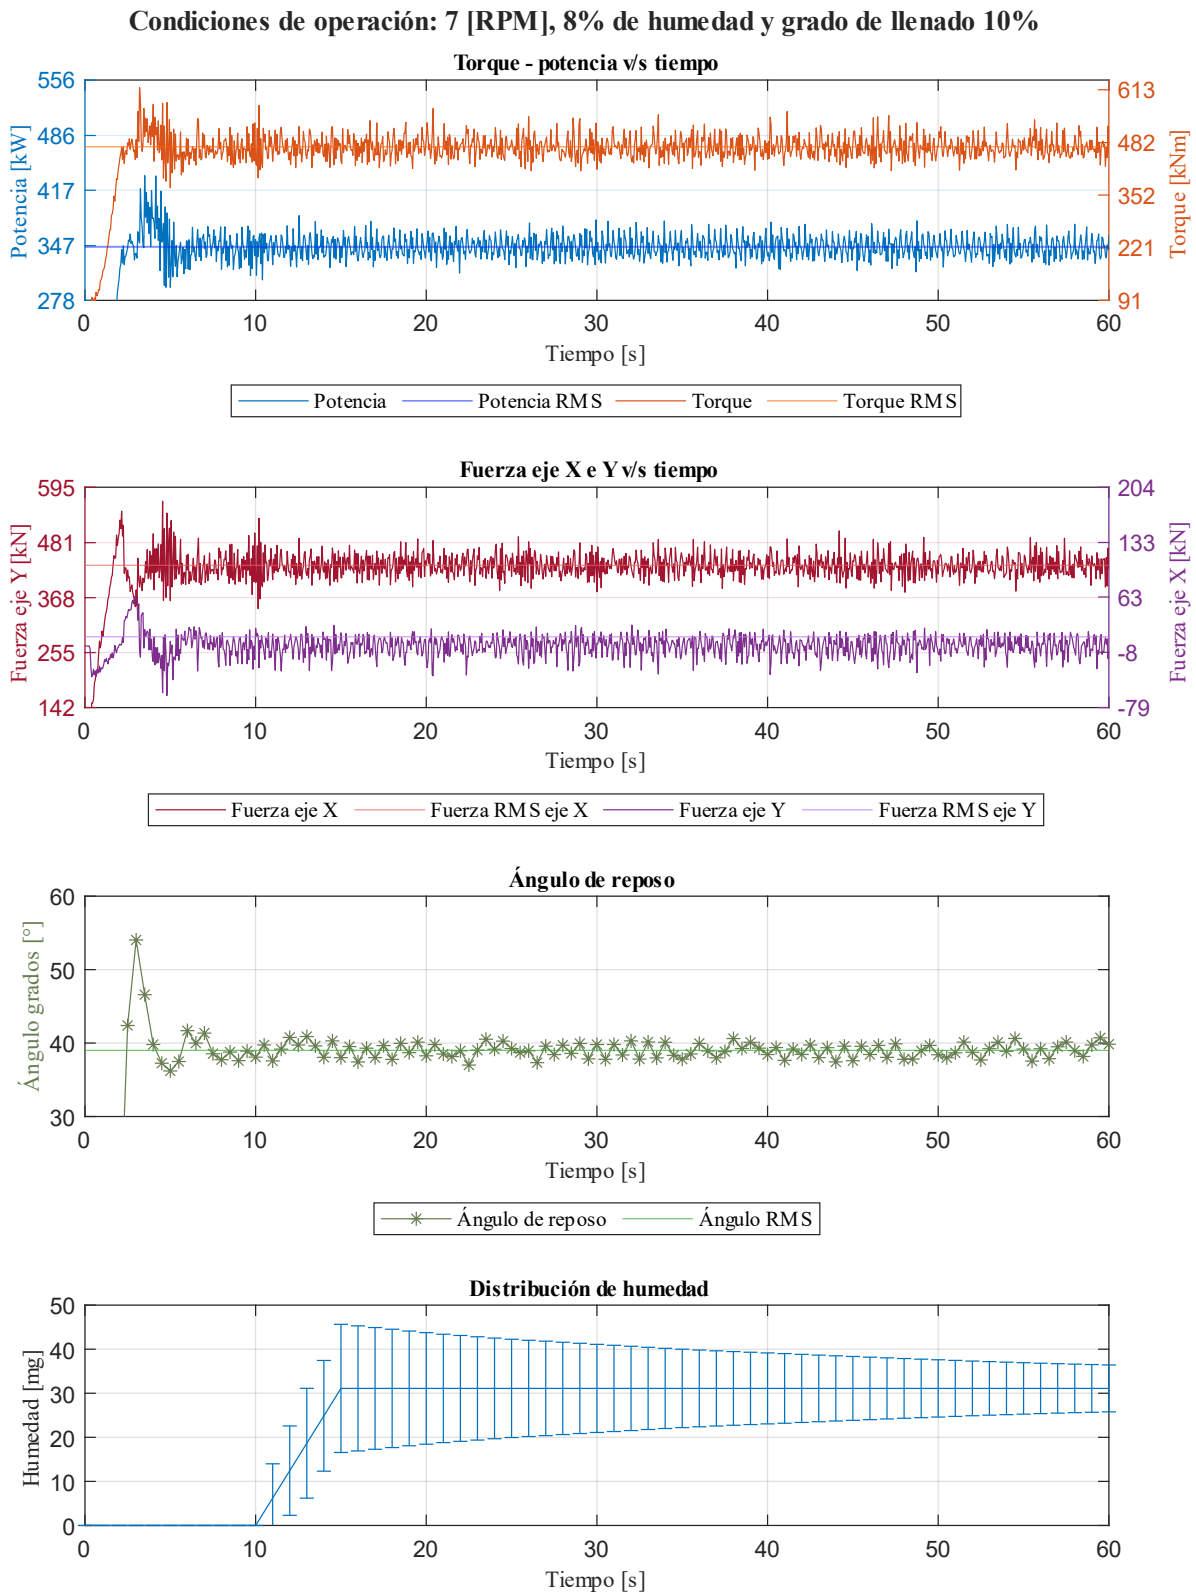 Condiciones de operación: 7 [RPM], 8% de humedad y grado de llenado 10%
Torque - potencia v/s tiempo
Potencia [kW]
556
486
417
347
278
613
482
352
221
91
Torque [kNm]
0 10 20 30 40 50 60
Tiempo [s]
Potencia Potencia RMS Torque Torque RMS
Fuerza eje X e Y v/s tiempo
Fuerza eje Y [kN]
595
481
368
255
142
204
133
63
-8
-79
Fuerza eje X [kN]
0 10 20 30 40 50 60
Tiempo [s]
Fuerza eje X Fuerza RMS eje X Fuerza eje Y Fuerza RMS eje Y
Ángulo de reposo
Ángulo grados [°]
60
50
40
30
0 10 20 30 40 50 60
Tiempo [s]
Ángulo de reposo Ángulo RMS
Distribución de humedad
Humedad [mg]
50
40
30
20
10
0
0 10 20 30 40 50 60
Tiempo [s]